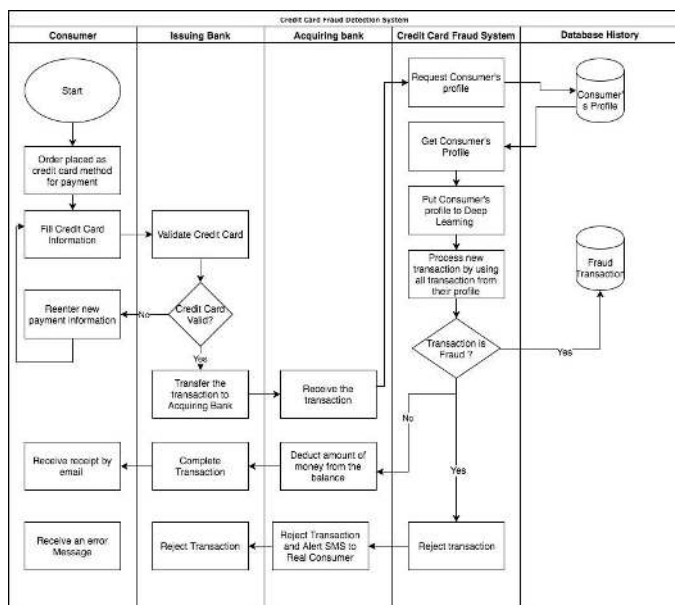 Credit Card Fraud Detection System
Consumer
Issuing Bank
Acquiring bank
Credit Card Fraud System
Database History
Start
Request Consumer's
profile
Consumer'
s Profile
Order placed as
credit card method
for payment
Get Consumer's
Profile
Fill Credit Card
Information
Validate Credit Card
Put Consumer's
profile to Deep
Learning
Process new
transaction by using
all transaction from
their profile
Fraud
Transaction
Reenter new
payment information
No
Credit Card
Valid?
Yes
Transaction is
Fraud ?
Yes
Transfer the
transaction to
Acquiring Bank
Receive the
transaction
No
Yes
Receive receipt by
email
Complete
Transaction
Deduct amount of
money from the
balance
Receive an error
Message
Reject Transaction
Reject Transaction
and Alert SMS to
Real Consumer
Reject transaction